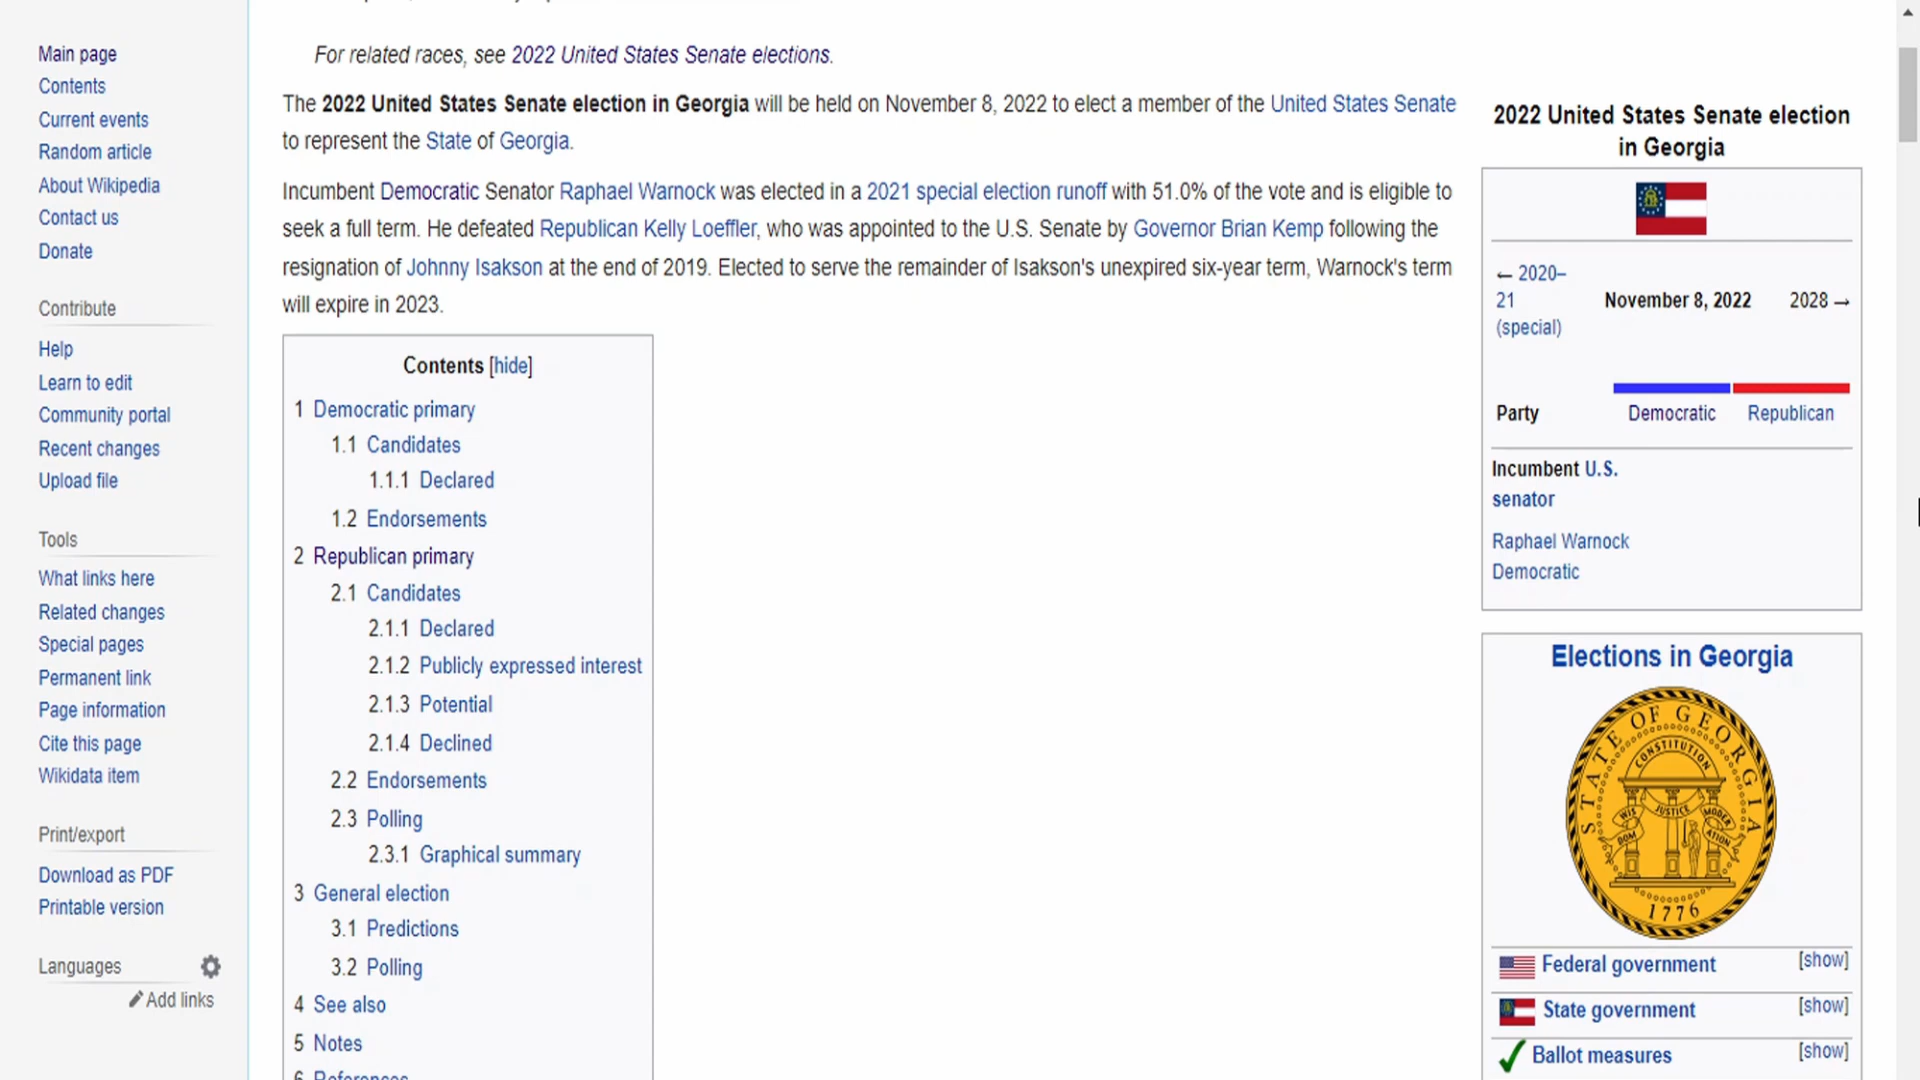 Main page
Contents
Current events
Random article
About Wikipedia
Contact us
Donate
Contribute
Help
Learn to edit
Community portal
Recent changes
Upload file
Tools
What links here
Related changes
Special pages
Permanent link
Page information
Cite this page
Wikidata item
Print/export
Download as PDF
Printable version
Languages
Add links
For related races, see 2022 United States Senate elections.
The 2022 United States Senate election in Georgia will be held on November 8, 2022 to elect a member of the United States Senate
to represent the State of Georgia.
Incumbent Democratic Senator Raphael Warnock was elected in a 2021 special election runoff with 51.0% of the vote and is eligible to
seek a full term. He defeated Republican Kelly Loeffler, who was appointed to the U.S. Senate by Governor Brian Kemp following the
resignation of Johnny Isakson at the end of 2019. Elected to serve the remainder of Isakson's unexpired six-year term, Warnock's term
will expire in 2023.
Contents [hide]
1 Democratic primary
1.1 Candidates
1.1.1 Declared
1.2 Endorsements
2 Republican primary
2.1 Candidates
2.1.1 Declared
2.1.2 Publicly expressed interest
2.1.3 Potential
2.1.4 Declined
2.2 Endorsements
2.3 Polling
2.3.1 Graphical summary
3 General election
3.1 Predictions
3.2 Polling
4 See also
5 Notes
6 References
2022 United States Senate election
in Georgia
← 2020–
21
(special)
November 8, 2022
2028 →
Party
Democratic
Republican
Incumbent U.S.
senator
Raphael Warnock
Democratic
Elections in Georgia
STATE OF GEORGIA
CONSTITUTION
WIS
DOM
JUSTICE
MODER
ATION
1776
Federal government [show]
State government [show]
Ballot measures [show]